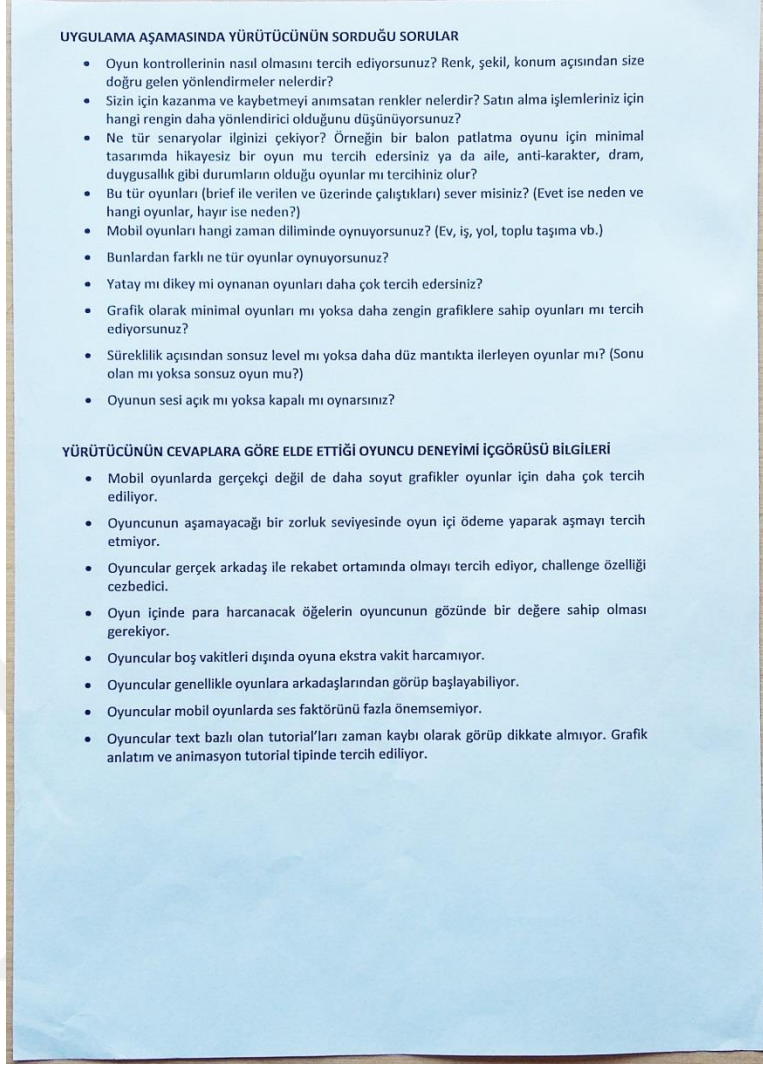 UYGULAMA AŞAMASINDA YÜRÜTÜCÜNÜN SORDUĞU SORULAR
• Oyun kontrollerinin nasıl olmasını tercih ediyorsunuz? Renk, şekil, konum açısından size
doğru gelen yönlendirmeler nelerdir?
• Sizin için kazanma ve kaybetmeyi anımsatan renkler nelerdir? Satın alma işlemleriniz için
hangi rengin daha yönlendirici olduğunu düşünüyorsunuz?
• Ne tür senaryolar ilginizi çekiyor? Örneğin bir balon patlatma oyunu için minimal
tasarımda hikayesiz bir oyun mu tercih edersiniz ya da aile, anti-karakter, dram,
duygusallık gibi durumların olduğu oyunlar mı tercihiniz olur?
• Bu tür oyunları (brief ile verilen ve üzerinde çalıştıkları) sever misiniz? (Evet ise neden ve
hangi oyunlar, hayır ise neden?)
• Mobil oyunları hangi zaman diliminde oynuyorsunuz? (Ev, iş, yol, toplu taşıma vb.)
• Bunlardan farklı ne tür oyunlar oynuyorsunuz?
• Yatay mı dikey mi oynanan oyunları daha çok tercih edersiniz?
• Grafik olarak minimal oyunları mı yoksa daha zengin grafiklere sahip oyunları mı tercih
ediyorsunuz?
• Süreklilik açısından sonsuz level mı yoksa daha düz mantıkta ilerleyen oyunlar mı? (Sonu
olan mı yoksa sonsuz oyun mu?)
• Oyunun sesi açık mı yoksa kapalı mı oynarsınız?
YÜRÜTÜCÜNÜN CEVAPLARA GÖRE ELDE ETTİĞİ OYUNCU DENEYİMİ İÇGÖRÜSÜ BİLGİLERİ
• Mobil oyunlarda gerçekçi değil de daha soyut grafikler oyunlar için daha çok tercih
ediliyor.
• Oyuncunun aşamayacağı bir zorluk seviyesinde oyun içi ödeme yaparak aşmayı tercih
etmiyor.
• Oyuncular gerçek arkadaş ile rekabet ortamında olmayı tercih ediyor, challenge özelliği
cezbedici.
• Oyun içinde para harcanacak öğelerin oyuncunun gözünde bir değere sahip olması
gerekiyor.
• Oyuncular boş vakitleri dışında oyuna ekstra vakit harcamıyor.
• Oyuncular genellikle oyunlara arkadaşlarından görüp başlayabiliyor.
• Oyuncular mobil oyunlarda ses faktörünü fazla önemsemiyor.
• Oyuncular text bazlı olan tutorial’ları zaman kaybı olarak görüp dikkate almıyor. Grafik
anlatım ve animasyon tutorial tipinde tercih ediliyor.